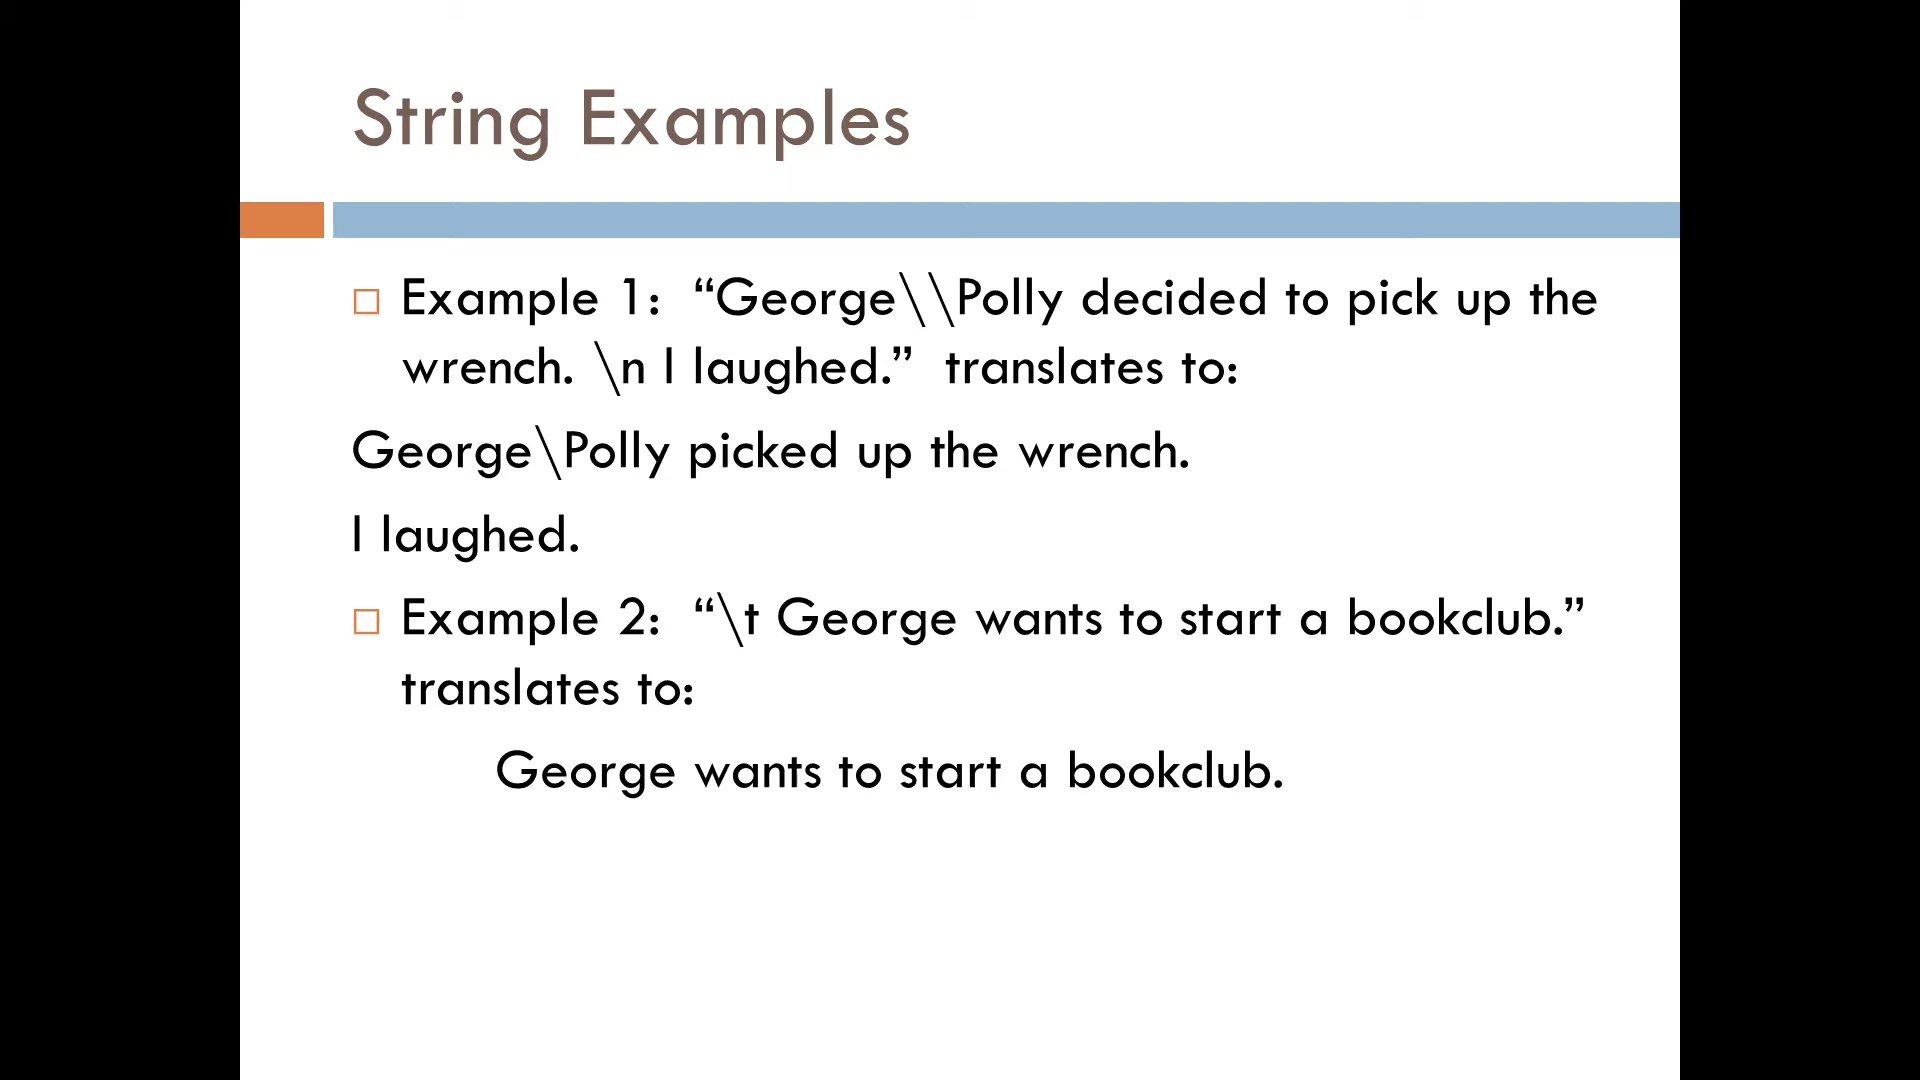 String Examples
Example 1:  “George\\Polly decided to pick up the
wrench. \n I laughed.”  translates to:
George\Polly picked up the wrench.
I laughed.
Example 2:  “\t George wants to start a bookclub.”
translates to:
George wants to start a bookclub.